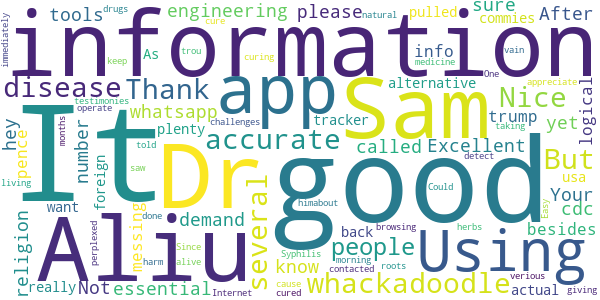 information
Dr
Sam
It
good
Aliu
app
Using
Nice
Thank
disease
accurate
several
whackadoodle
people
essential
But
Excellent
engineering
tools
please
sure
After
As
info
pulled
commies
drugs
cure
natural
trou
keep
curing
vain
One
medicine
alternative
appreciate
immediately
testimonies
operate
whatsapp
challenges
tracker
trump
logical
hey
number
plenty
called
yet
taking
months
told
living
saw
pence
foreign
detect
usa
Your
cdc
demand
Could
himabout
want
perplexed
done
messing
back
browsing
Easy
herbs
besides
religion
Since
alive
Syphilis
morning
roots
really
Not
harm
cause
know
contacted
verious
actual
giving
Internet
cured